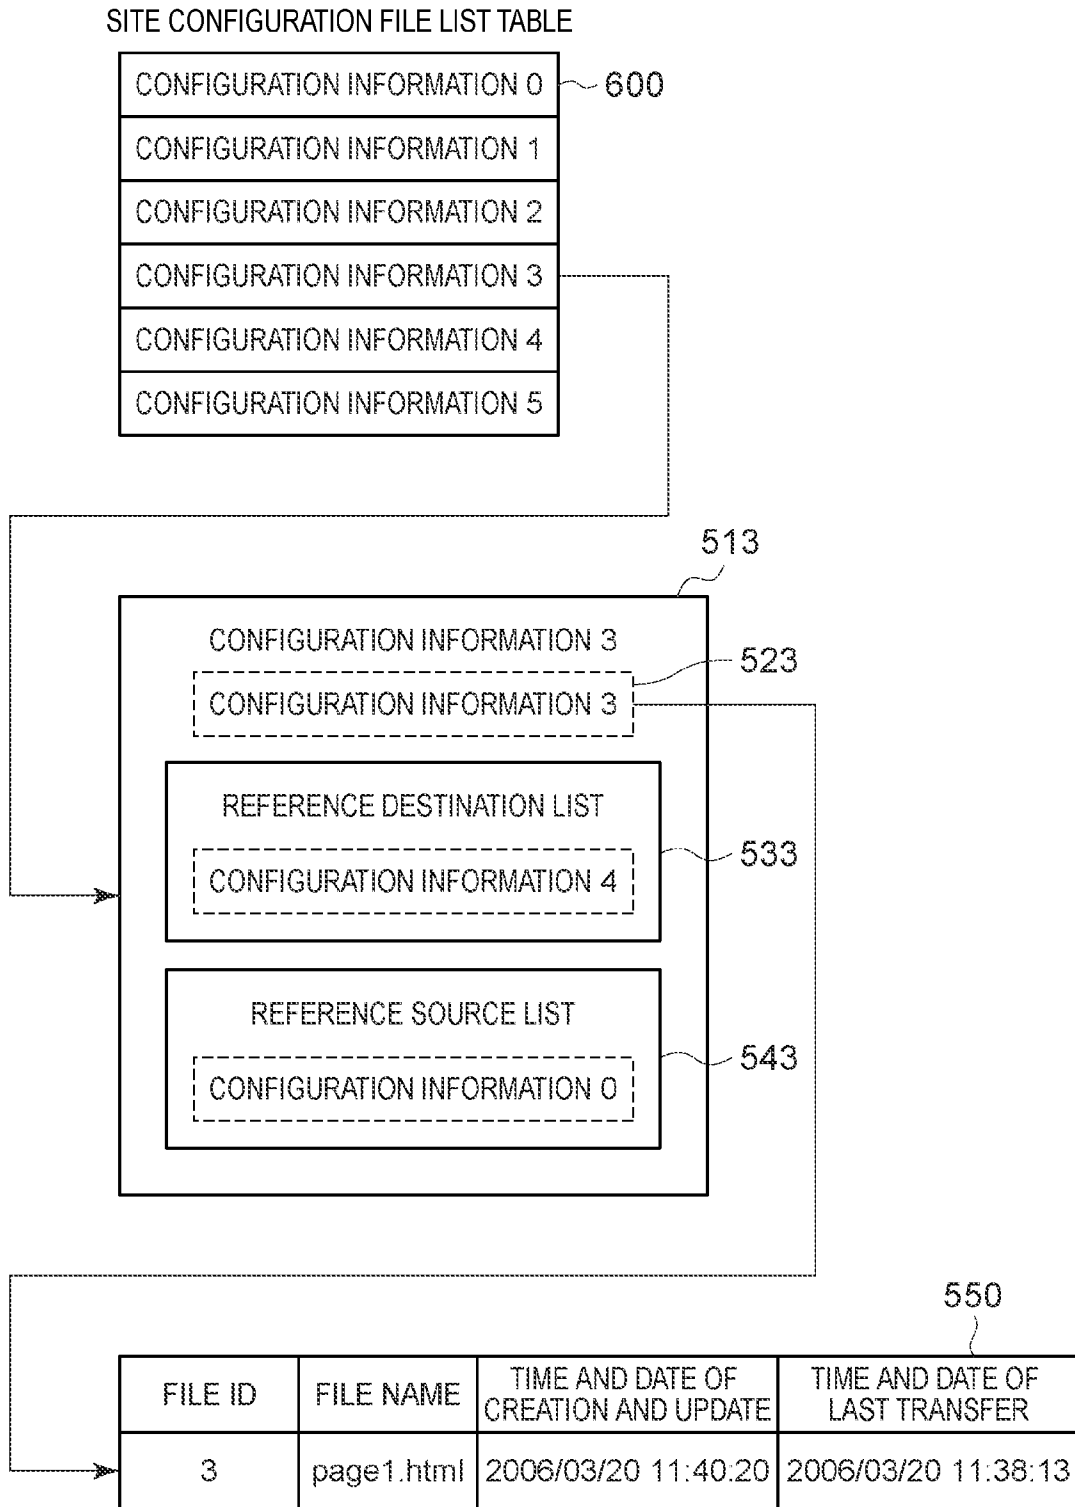 SITE CONFIGURATION FILE LIST TABLE
CONFIGURATION INFORMATION 0
600
CONFIGURATION INFORMATION 1
CONFIGURATION INFORMATION 2
CONFIGURATION INFORMATION 3
CONFIGURATION INFORMATION 4
CONFIGURATION INFORMATION 5
513
CONFIGURATION INFORMATION 3
523
CONFIGURATION INFORMATION 3
REFERENCE DESTINATION LIST
533
CONFIGURATION INFORMATION 4
REFERENCE SOURCE LIST
543
CONFIGURATION INFORMATION 0
550
FILE ID
FILE NAME
TIME AND DATE OF
CREATION AND UPDATE
TIME AND DATE OF
LAST TRANSFER
3
page1.html
2006/03/20 11:40:20
2006/03/20 11:38:13